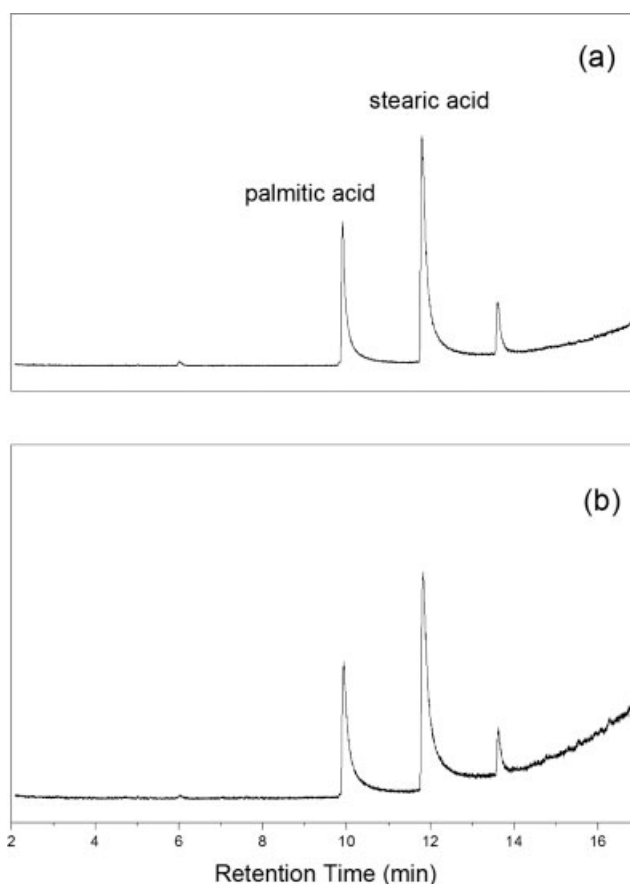 (a)
stearic acid
palmitic acid
(b)
2 4 6 8 10 12 14 16
Retention Time (min)